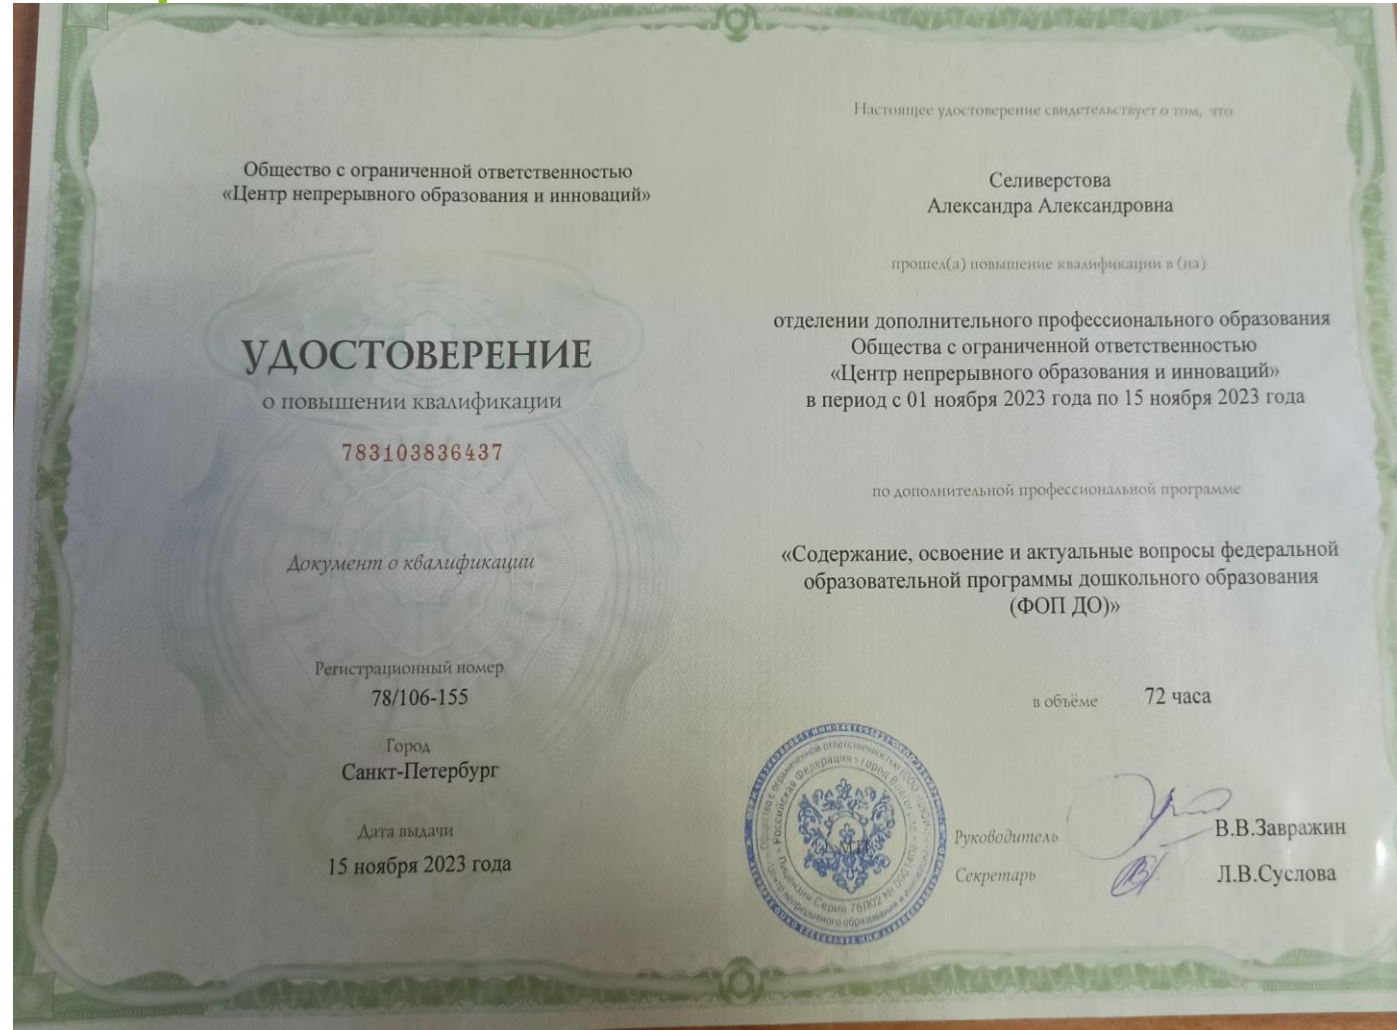 Общество с ограниченной ответственностью
«Центр непрерывного образования и инноваций»
УДОСТОВЕРЕНИЕ
о повышении квалификации
783103836437
Документ о квалификации
Регистрационный номер
78/106-155
Город
Санкт-Петербург
Дата выдачи
15 ноября 2023 года
Настоящее удостоверение свидетельствует о том, что
Селиверстова
Александра Александровна
прошел(а) повышение квалификации в (на)
отделении дополнительного профессионального образования
Общества с ограниченной ответственностью
«Центр непрерывного образования и инноваций»
в период с 01 ноября 2023 года по 15 ноября 2023 года
по дополнительной профессиональной программе
«Содержание, освоение и актуальные вопросы федеральной
образовательной программы дошкольного образования
(ФОП ДО)»
в объёме 72 часа
Руководитель В.В.Завражин
Секретарь Л.В.Суслова
М.П.
Российская Федерация